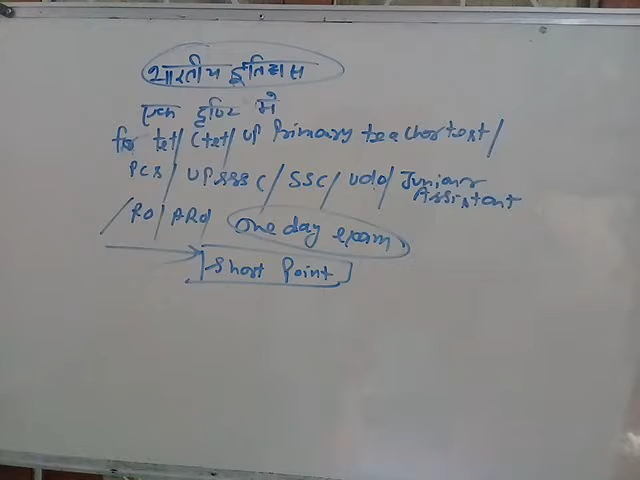 भारतीय इतिहास
एक दृष्टि में
for tet/ Ctet/ UP Primary teacher test/
PCS/ UPSSSC/ SSC/ vdo/ Junior Assistant
/RO/ ARO/ one day exam
Short Point